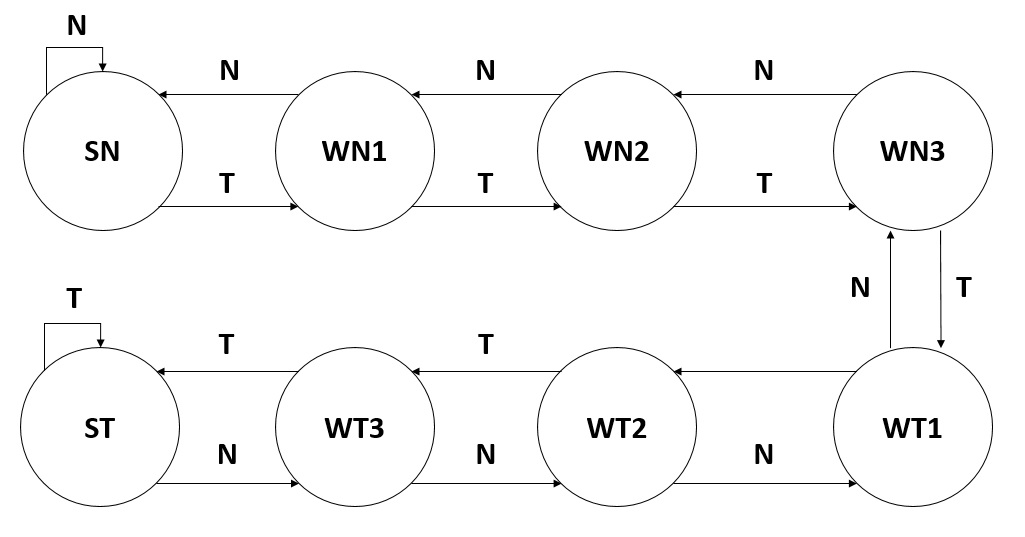 N
N N N
SN WN1 WN2 WN3
T T T
N T
T
T T
ST WT3 WT2 WT1
N N N